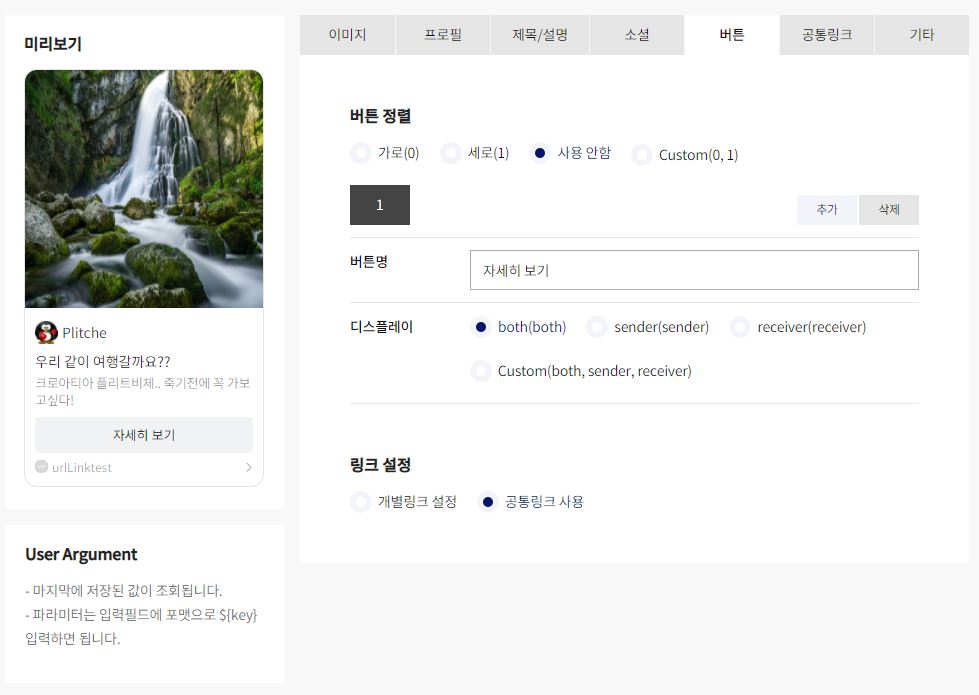 미리보기
Plitche
우리 같이 여행갈까요??
크로아티아 플리트비체.. 죽기전에 꼭 가보
고싶다!
자세히 보기
urlLinktest
User Argument
- 마지막에 저장된 값이 조회됩니다.
- 파라미터는 입력필드에 포맷으로 ${key}
입력하면 됩니다.
이미지 프로필 제목/설명 소셜 버튼 공통링크 기타
버튼 정렬
가로(0) 세로(1) 사용 안함 Custom(0, 1)
1 추가 삭제
버튼명 자세히 보기
디스플레이 both(both) sender(sender) receiver(receiver)
Custom(both, sender, receiver)
링크 설정
개별링크 설정 공통링크 사용